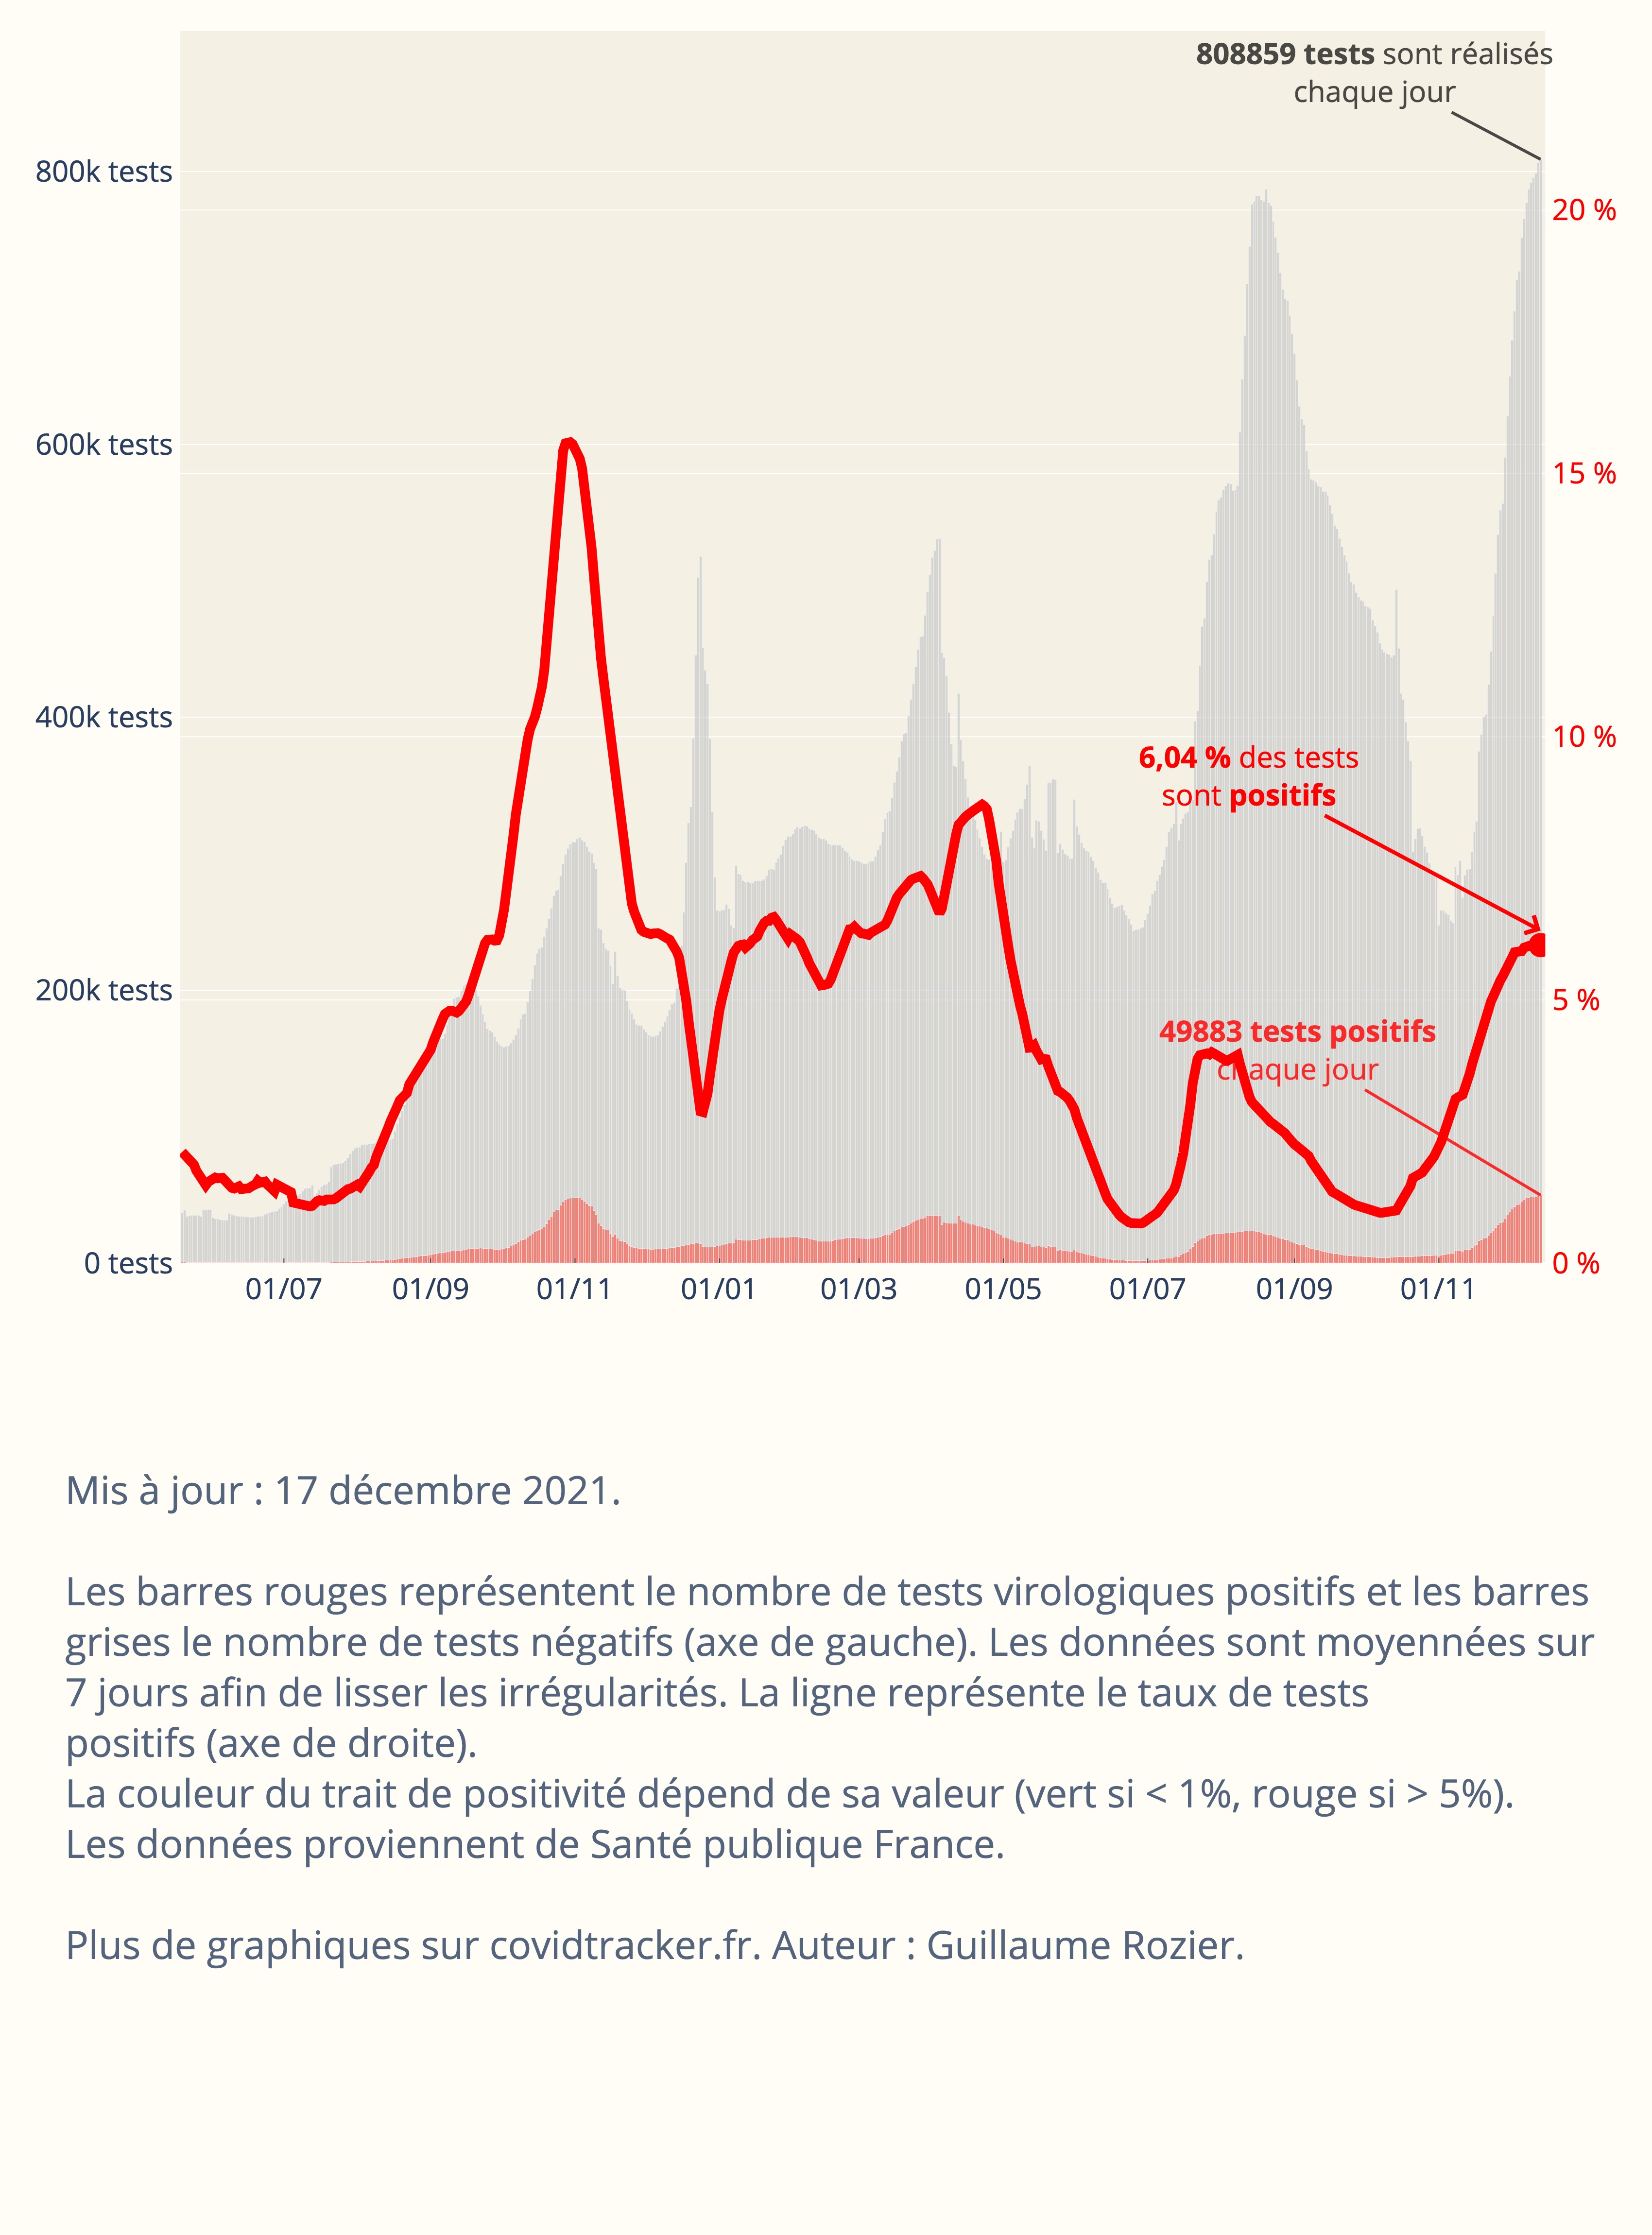 808859 tests sont réalisés
chaque jour
800k tests
20 %
600k tests
15 %
400k tests
10 %
6,04 % des tests
sont positifs
200k tests
5 %
49883 tests positifs
chaque jour
0 tests
0 %
01/07 01/09 01/11 01/01 01/03 01/05 01/07 01/09 01/11
Mis à jour : 17 décembre 2021.
Les barres rouges représentent le nombre de tests virologiques positifs et les barres
grises le nombre de tests négatifs (axe de gauche). Les données sont moyennées sur
7 jours afin de lisser les irrégularités. La ligne représente le taux de tests
positifs (axe de droite).
La couleur du trait de positivité dépend de sa valeur (vert si < 1%, rouge si > 5%).
Les données proviennent de Santé publique France.
Plus de graphiques sur covidtracker.fr. Auteur : Guillaume Rozier.